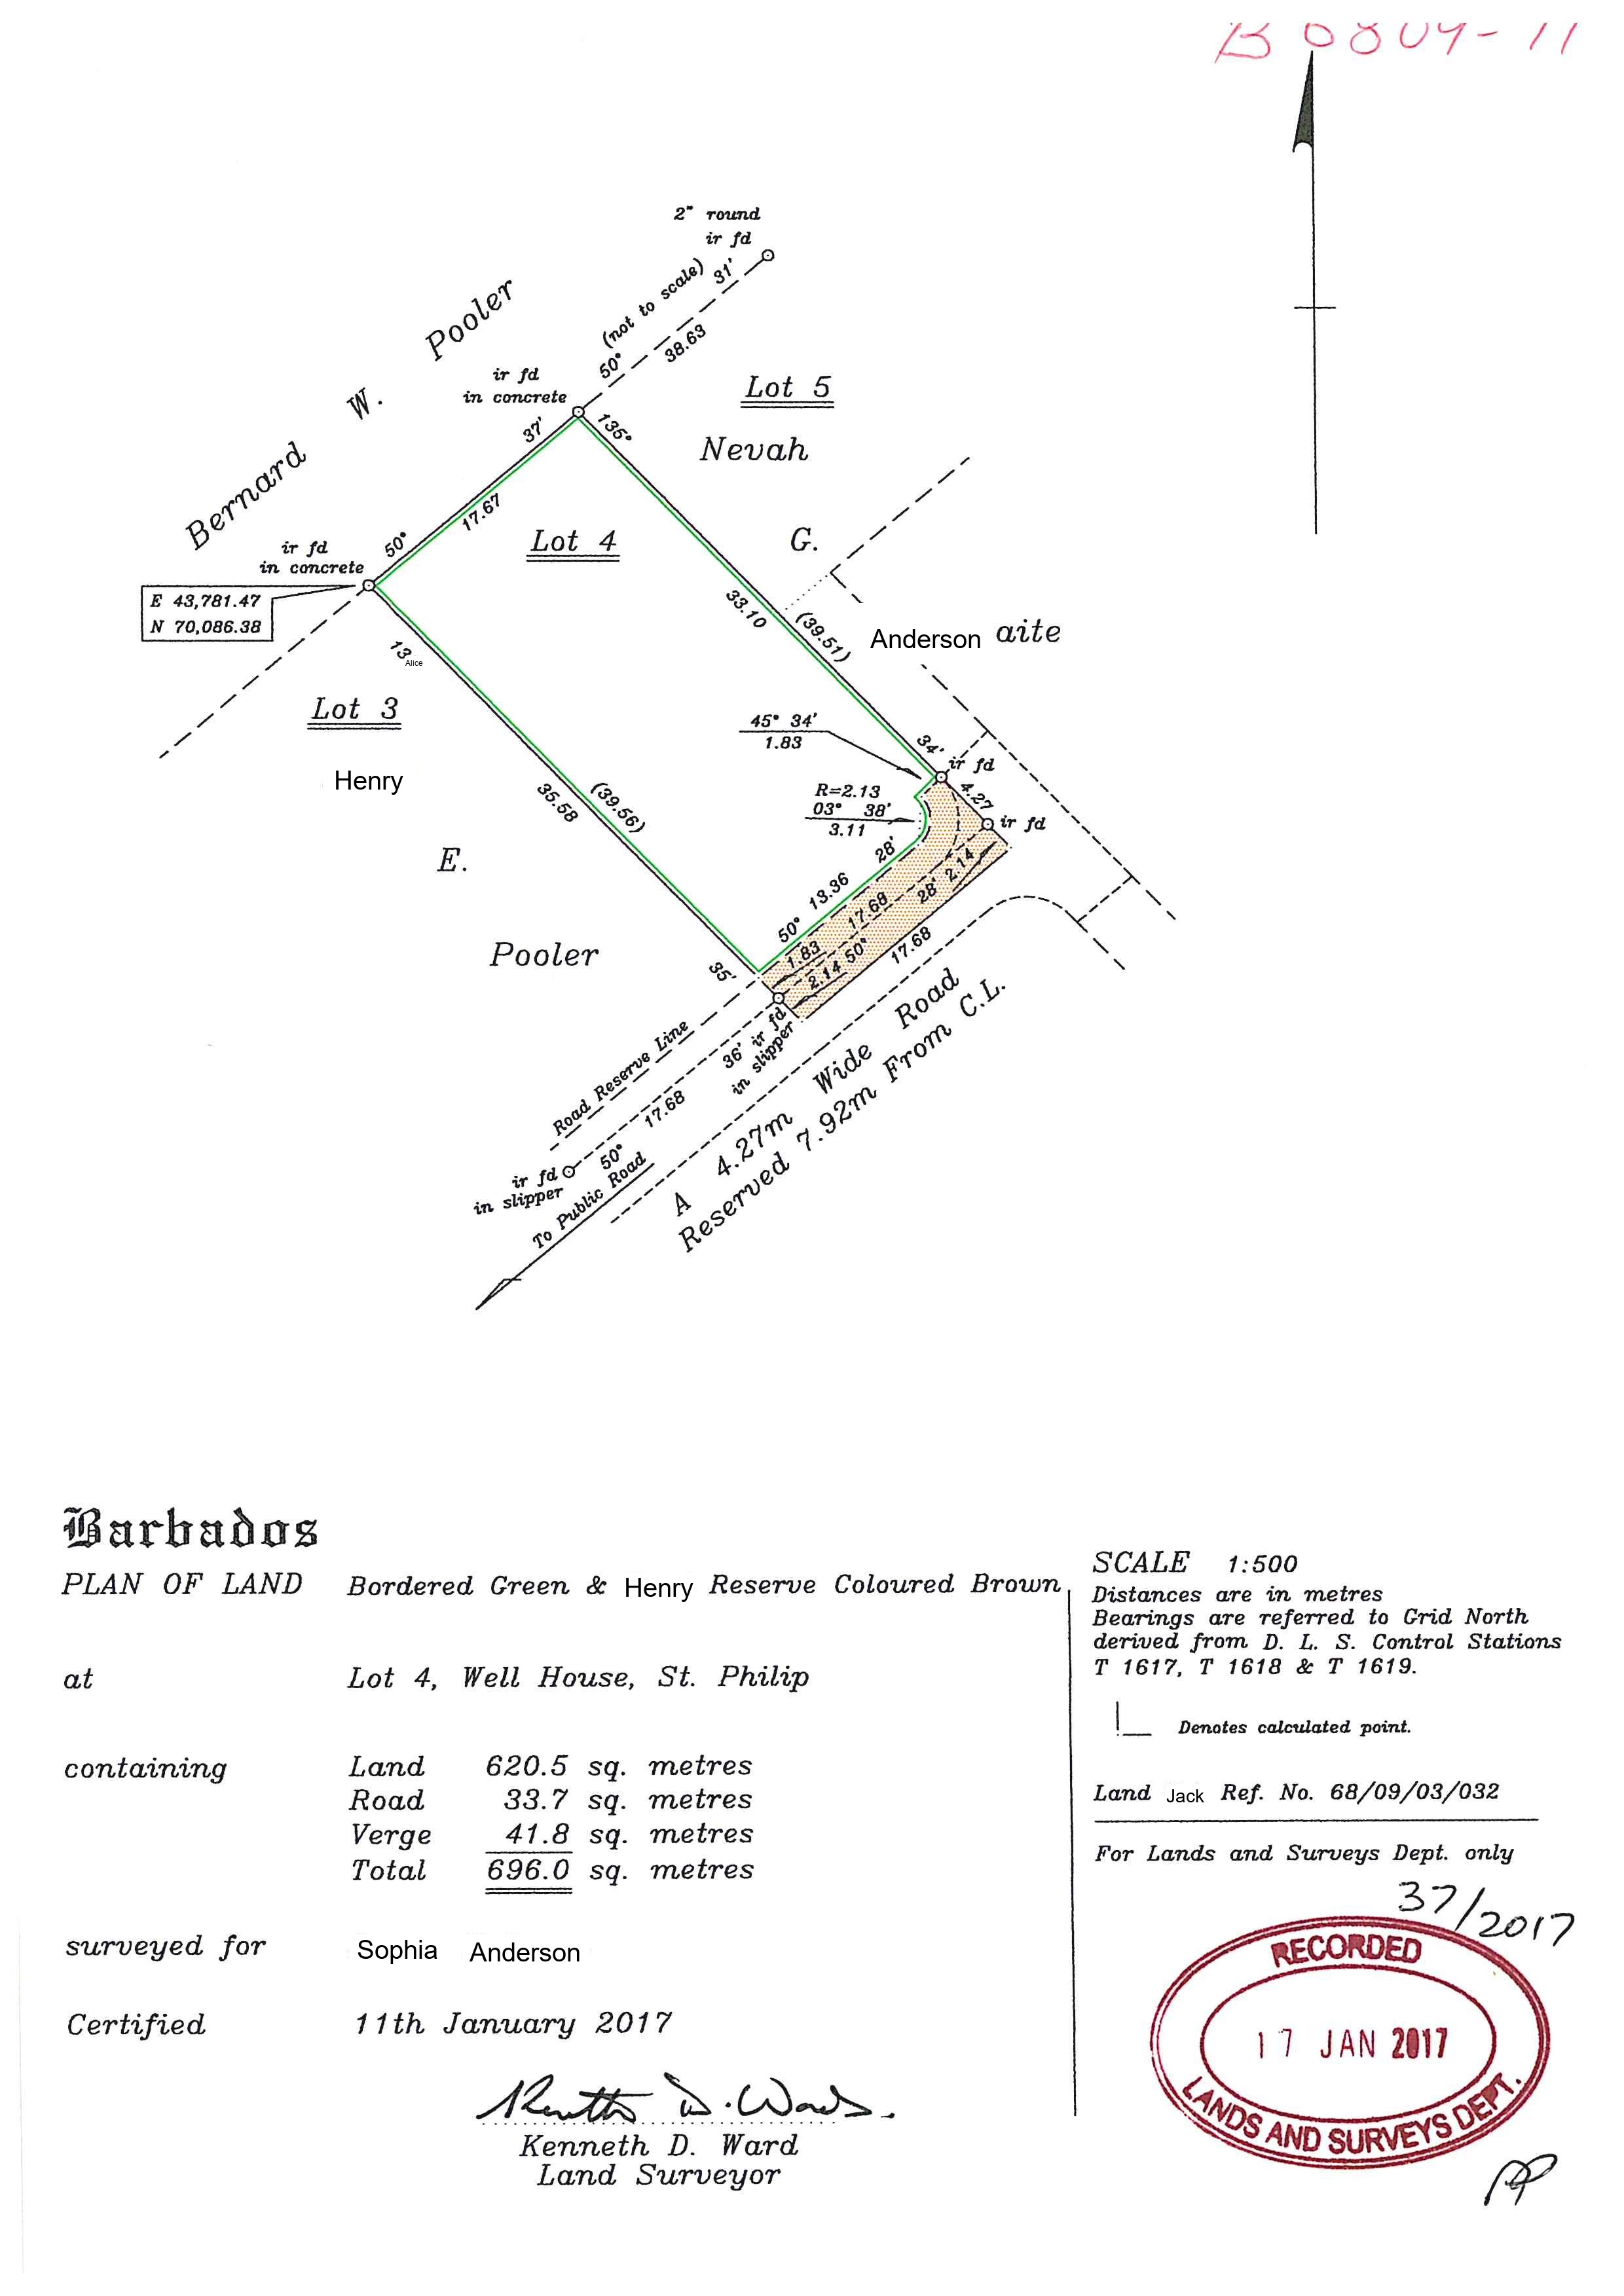 B 0809-11
2" round
ir fd
(not to scale)
50° 31'
38.63
Bernard W. Pooler
ir fd
in concrete
Lot 5
Nevah
G.
Anderson aite
50° 37'
17.67
135° 34'
33.10
(39.51)
Lot 4
ir fd
in concrete
E 43,781.47
N 70,086.38
13
Alice
35'
35.58
(39.56)
Lot 3
Henry
E.
Pooler
45° 34'
1.83
ir fd
4.27
ir fd
R=2.13
03° 38'
3.11
50° 13.36 28'
1.83
17.68
2.14 50°
28' 2.14
17.68
ir fd
in slipper
Road Reserve Line
50° 36'
17.68
ir fd
in slipper
To Public Road
A 4.27m Wide Road
Reserved 7.92m From C.L.
Barbados
PLAN OF LAND Bordered Green & Henry Reserve Coloured Brown
at Lot 4, Well House, St. Philip
containing Land 620.5 sq. metres
Road 33.7 sq. metres
Verge 41.8 sq. metres
Total 696.0 sq. metres
surveyed for Sophia Anderson
Certified 11th January 2017
Kenneth D. Ward
Kenneth D. Ward
Land Surveyor
SCALE 1:500
Distances are in metres
Bearings are referred to Grid North
derived from D. L. S. Control Stations
T 1617, T 1618 & T 1619.
Denotes calculated point.
Land Jack Ref. No. 68/09/03/032
For Lands and Surveys Dept. only
37/2017
RECORDED
17 JAN 2017
LANDS AND SURVEYS DEPT.